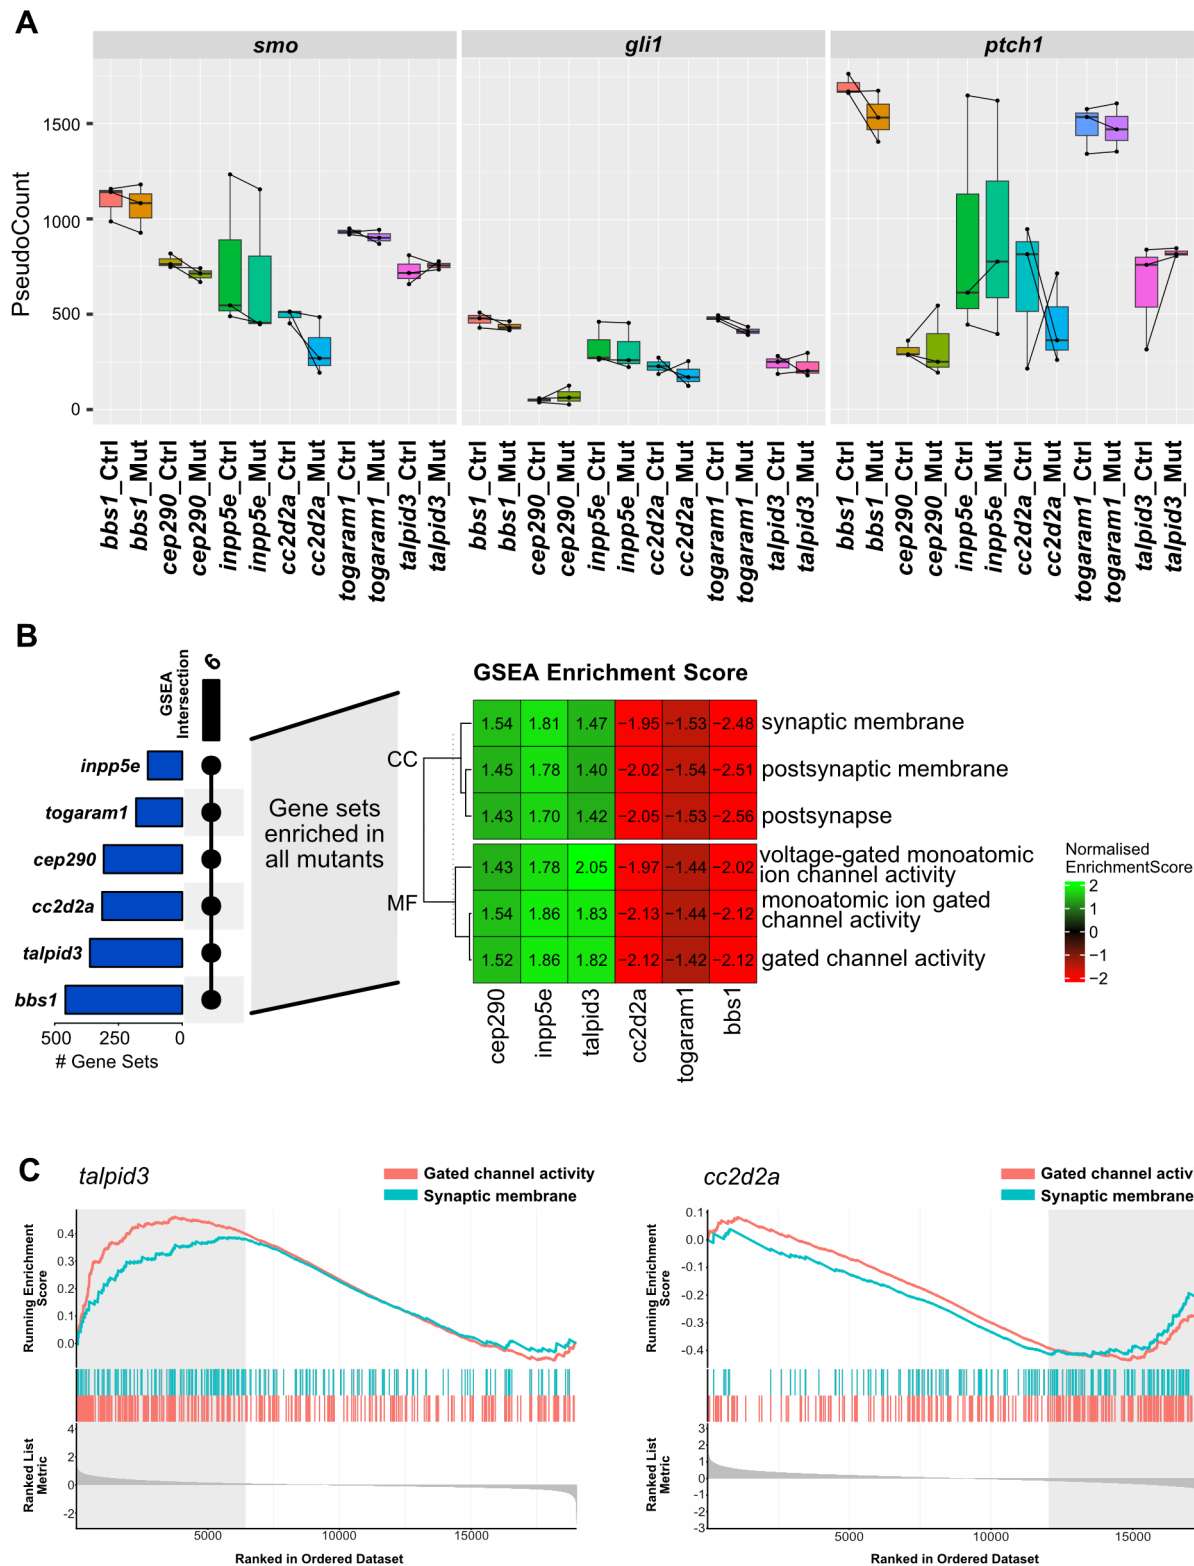 A
smo
gli1
ptch1
PseudoCount
1500
1000
500
0
bbs1_Ctrl
bbs1_Mut
cep290_Ctrl
cep290_Mut
inpp5e_Ctrl
inpp5e_Mut
cc2d2a_Ctrl
cc2d2a_Mut
togaram1_Ctrl
togaram1_Mut
talpid3_Ctrl
talpid3_Mut
bbs1_Ctrl
bbs1_Mut
cep290_Ctrl
cep290_Mut
inpp5e_Ctrl
inpp5e_Mut
cc2d2a_Ctrl
cc2d2a_Mut
togaram1_Ctrl
togaram1_Mut
talpid3_Ctrl
talpid3_Mut
bbs1_Ctrl
bbs1_Mut
cep290_Ctrl
cep290_Mut
inpp5e_Ctrl
inpp5e_Mut
cc2d2a_Ctrl
cc2d2a_Mut
togaram1_Ctrl
togaram1_Mut
talpid3_Ctrl
talpid3_Mut
B
GSEA
Intersection
6
inpp5e
togaram1
cep290
cc2d2a
talpid3
bbs1
500 250 0
# Gene Sets
Gene sets
enriched in
all mutants
GSEA Enrichment Score
CC
MF
1.54 1.81 1.47 −1.95 −1.53 −2.48 synaptic membrane
1.45 1.78 1.40 −2.02 −1.54 −2.51 postsynaptic membrane
1.43 1.70 1.42 −2.05 −1.53 −2.56 postsynapse
1.43 1.78 2.05 −1.97 −1.44 −2.02 voltage-gated monoatomic
ion channel activity
1.54 1.86 1.83 −2.13 −1.44 −2.12 monoatomic ion gated
channel activity
1.52 1.86 1.82 −2.12 −1.42 −2.12 gated channel activity
cep290
inpp5e
talpid3
cc2d2a
togaram1
bbs1
Normalised
EnrichmentScore
2
1
0
−1
−2
C
talpid3
Gated channel activity
Synaptic membrane
Running Enrichment
Score
0.4
0.3
0.2
0.1
0.0
Ranked List
Metric
4
2
0
-2
5000 10000 15000
Ranked in Ordered Dataset
cc2d2a
Gated channel activ
Synaptic membrane
Running Enrichment
Score
0.1
0.0
-0.1
-0.2
-0.3
-0.4
Ranked List
Metric
3
2
1
0
-1
-2
-3
5000 10000 15000
Ranked in Ordered Dataset